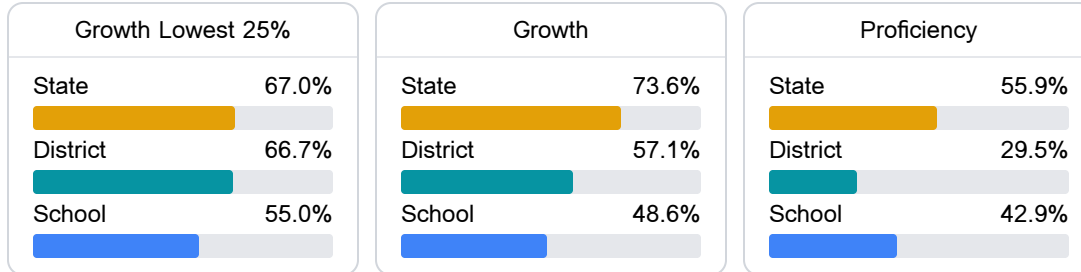 Growth Lowest 25%
State 67.0%
District 66.7%
School 55.0%
Growth
State 73.6%
District 57.1%
School 48.6%
Proficiency
State 55.9%
District 29.5%
School 42.9%